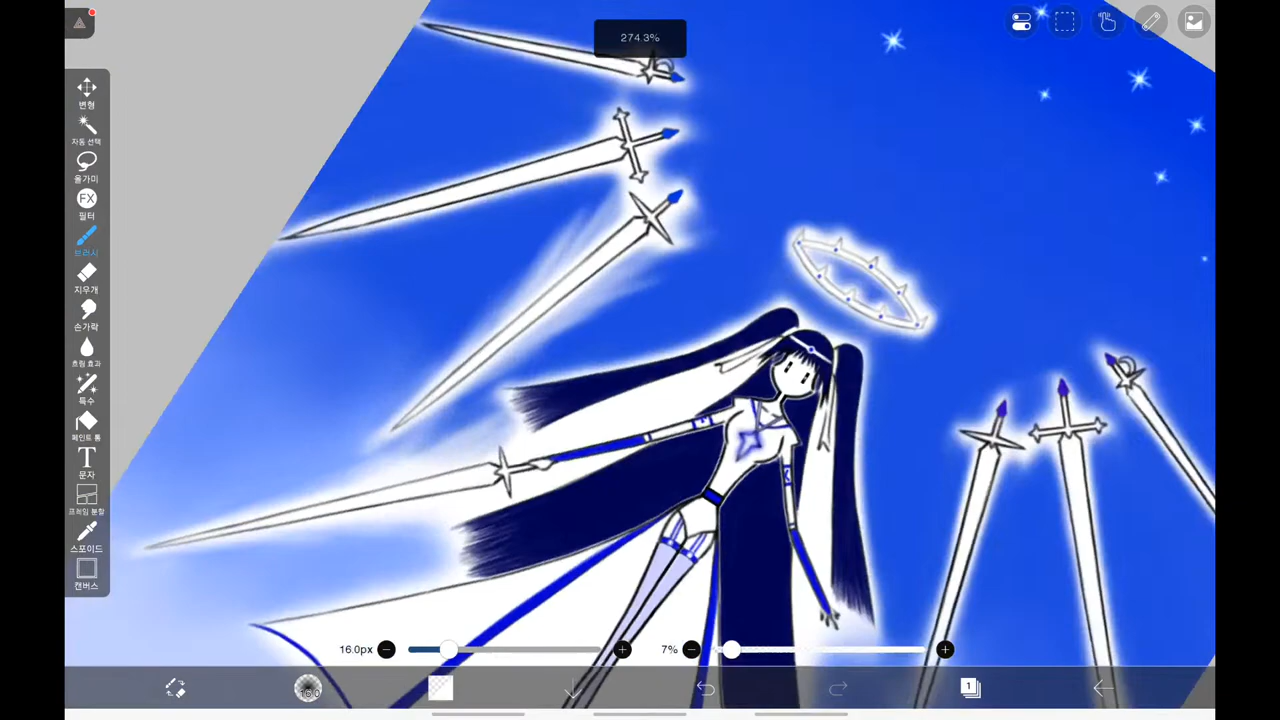 274.3%
변형
자동 선택
올가미
FX
필터
브러시
지우개
손가락
흐림 효과
특수
페인트 통
T
문자
프레임 분할
스포이드
캔버스
16.0px
7%
16.0
1